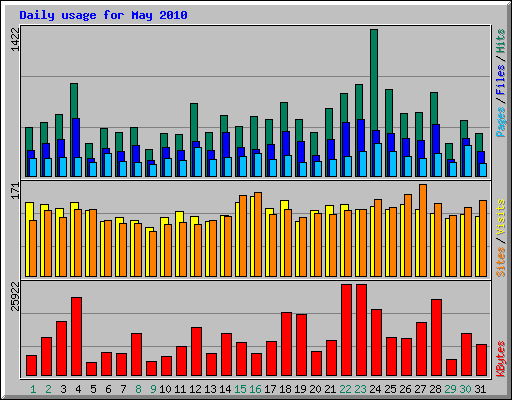 Daily usage for May 2010
1422
Pages / Files / Hits
171
Sites / Visits
25922
KBytes
1 2 3 4 5 6 7 8 9 10 11 12 13 14 15 16 17 18 19 20 21 22 23 24 25 26 27 28 29 30 31